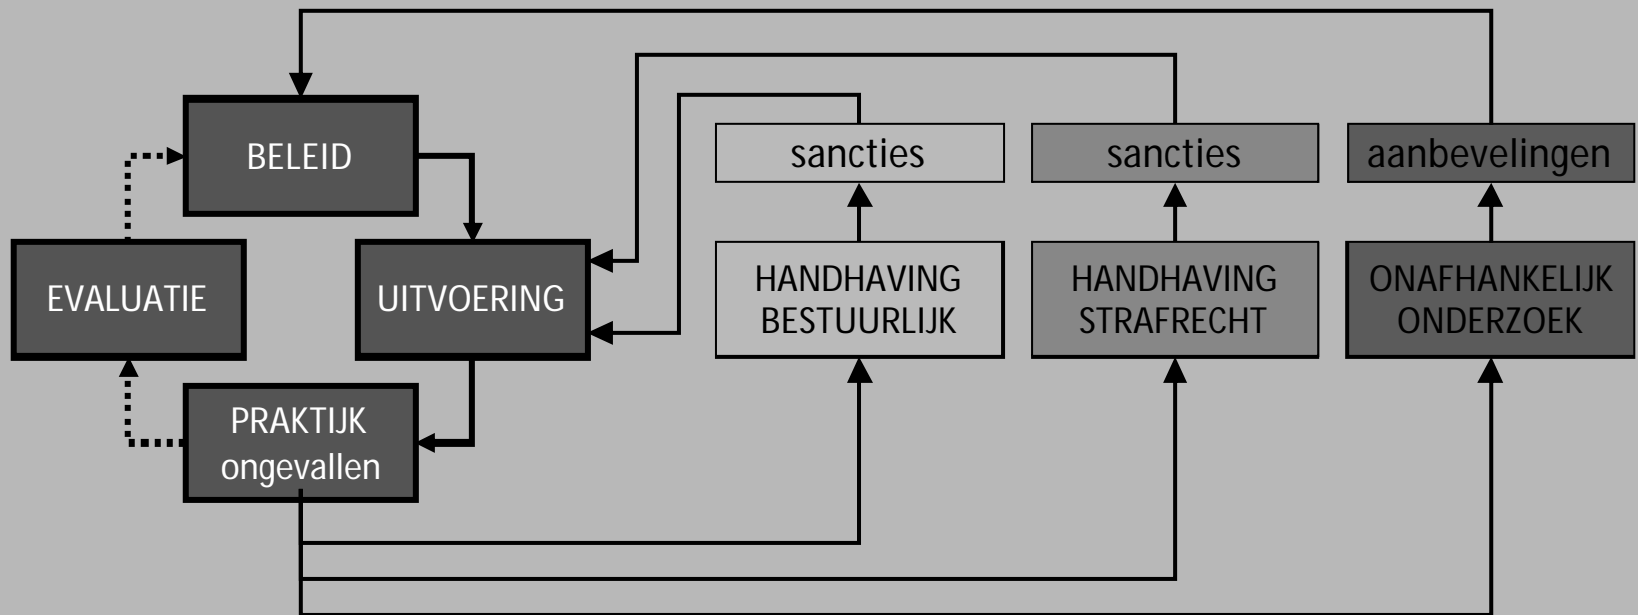 BELEID
EVALUATIE
UITVOERING
PRAKTIJK
ongevallen
sancties
sancties
aanbevelingen
HANDHAVING
BESTUURLIJK
HANDHAVING
STRAFRECHT
ONAFHANKELIJK
ONDERZOEK